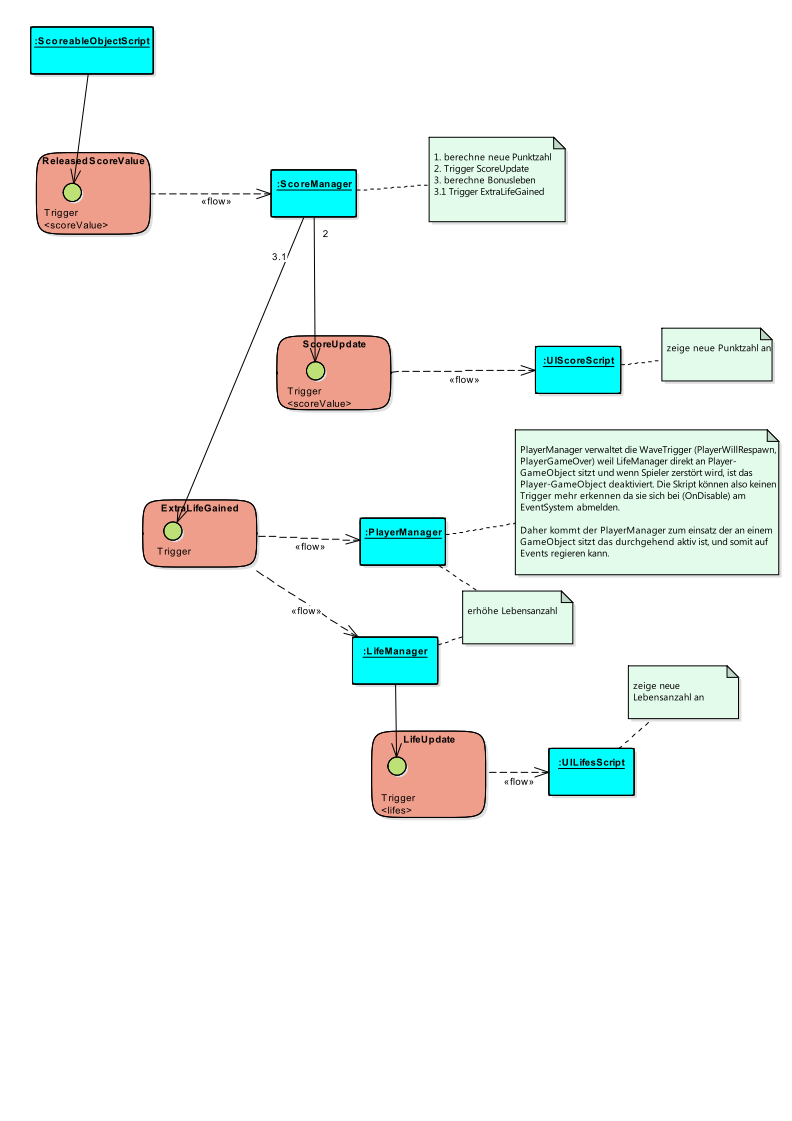 :ScoreableObjectScript
ReleasedScoreValue
Trigger
<scoreValue>
«flow»
:ScoreManager
1. berechne neue Punktzahl
2. Trigger ScoreUpdate
3. berechne Bonusleben
3.1 Trigger ExtraLifeGained
2
3.1
ScoreUpdate
Trigger
<scoreValue>
«flow»
:UIScoreScript
zeige neue Punktzahl an
PlayerManager verwaltet die WaveTrigger (PlayerWillRespawn,
PlayerGameOver) weil LifeManager direkt an Player-
GameObject sitzt und wenn Spieler zerstört wird, ist das
Player-GameObject deaktiviert. Die Skript können also keinen
Trigger mehr erkennen da sie sich bei (OnDisable) am
EventSystem abmelden.
Daher kommt der PlayerManager zum einsatz der an einem
GameObject sitzt das durchgehend aktiv ist, und somit auf
Events regieren kann.
ExtraLifeGained
Trigger
«flow»
:PlayerManager
«flow»
erhöhe Lebensanzahl
:LifeManager
zeige neue
Lebensanzahl an
LifeUpdate
Trigger
<lifes>
«flow»
:UILifesScript